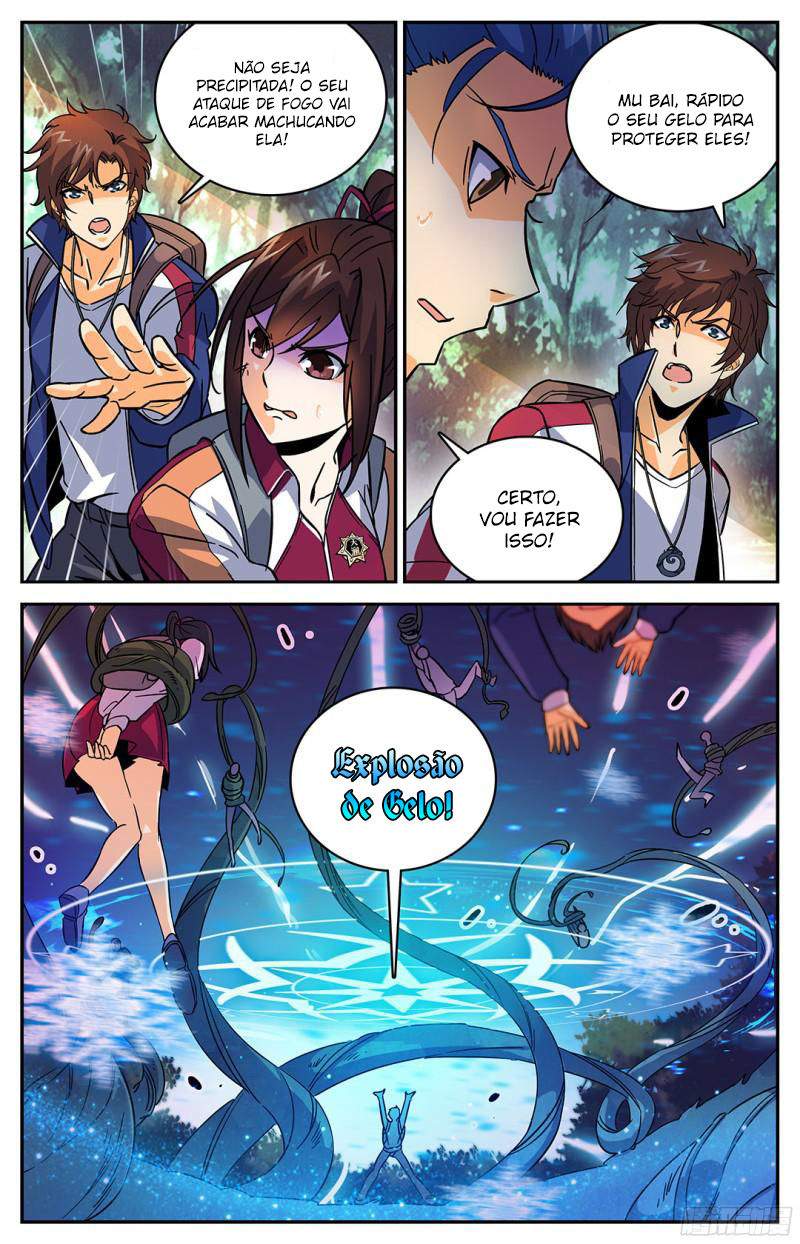 NÃO SEJA
PRECIPITADA! O SEU
ATAQUE DE FOGO VAI
ACABAR MACHUCANDO
ELA!
MU BAI, RÁPIDO
O SEU GELO PARA
PROTEGER ELES!
CERTO,
VOU FAZER
ISSO!
Explosão
de Gelo!